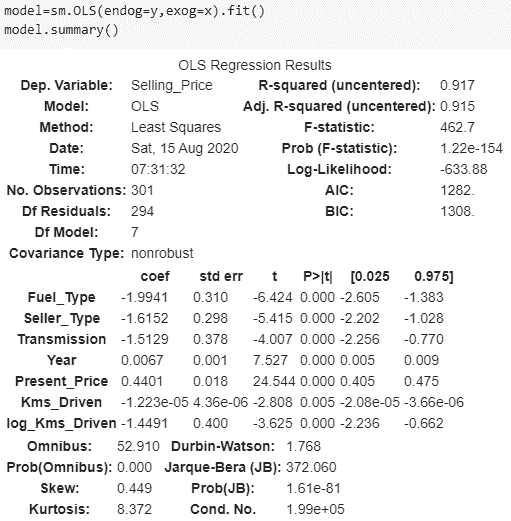 model=sm.OLS(endog=y,exog=x).fit()
model.summary()
OLS Regression Results
Dep. Variable: Selling_Price R-squared (uncentered): 0.917
Model: OLS Adj. R-squared (uncentered): 0.915
Method: Least Squares F-statistic: 462.7
Date: Sat, 15 Aug 2020 Prob (F-statistic): 1.22e-154
Time: 07:31:32 Log-Likelihood: -633.88
No. Observations: 301 AIC: 1282.
Df Residuals: 294 BIC: 1308.
Df Model: 7
Covariance Type: nonrobust
coef std err t P>|t| [0.025 0.975]
Fuel_Type -1.9941 0.310 -6.424 0.000 -2.605 -1.383
Seller_Type -1.6152 0.298 -5.415 0.000 -2.202 -1.028
Transmission -1.5129 0.378 -4.007 0.000 -2.256 -0.770
Year 0.0067 0.001 7.527 0.000 0.005 0.009
Present_Price 0.4401 0.018 24.544 0.000 0.405 0.475
Kms_Driven -1.223e-05 4.36e-06 -2.808 0.005 -2.08e-05 -3.66e-06
log_Kms_Driven -1.4491 0.400 -3.625 0.000 -2.236 -0.662
Omnibus: 52.910 Durbin-Watson: 1.768
Prob(Omnibus): 0.000 Jarque-Bera (JB): 372.060
Skew: 0.449 Prob(JB): 1.61e-81
Kurtosis: 8.372 Cond. No. 1.99e+05